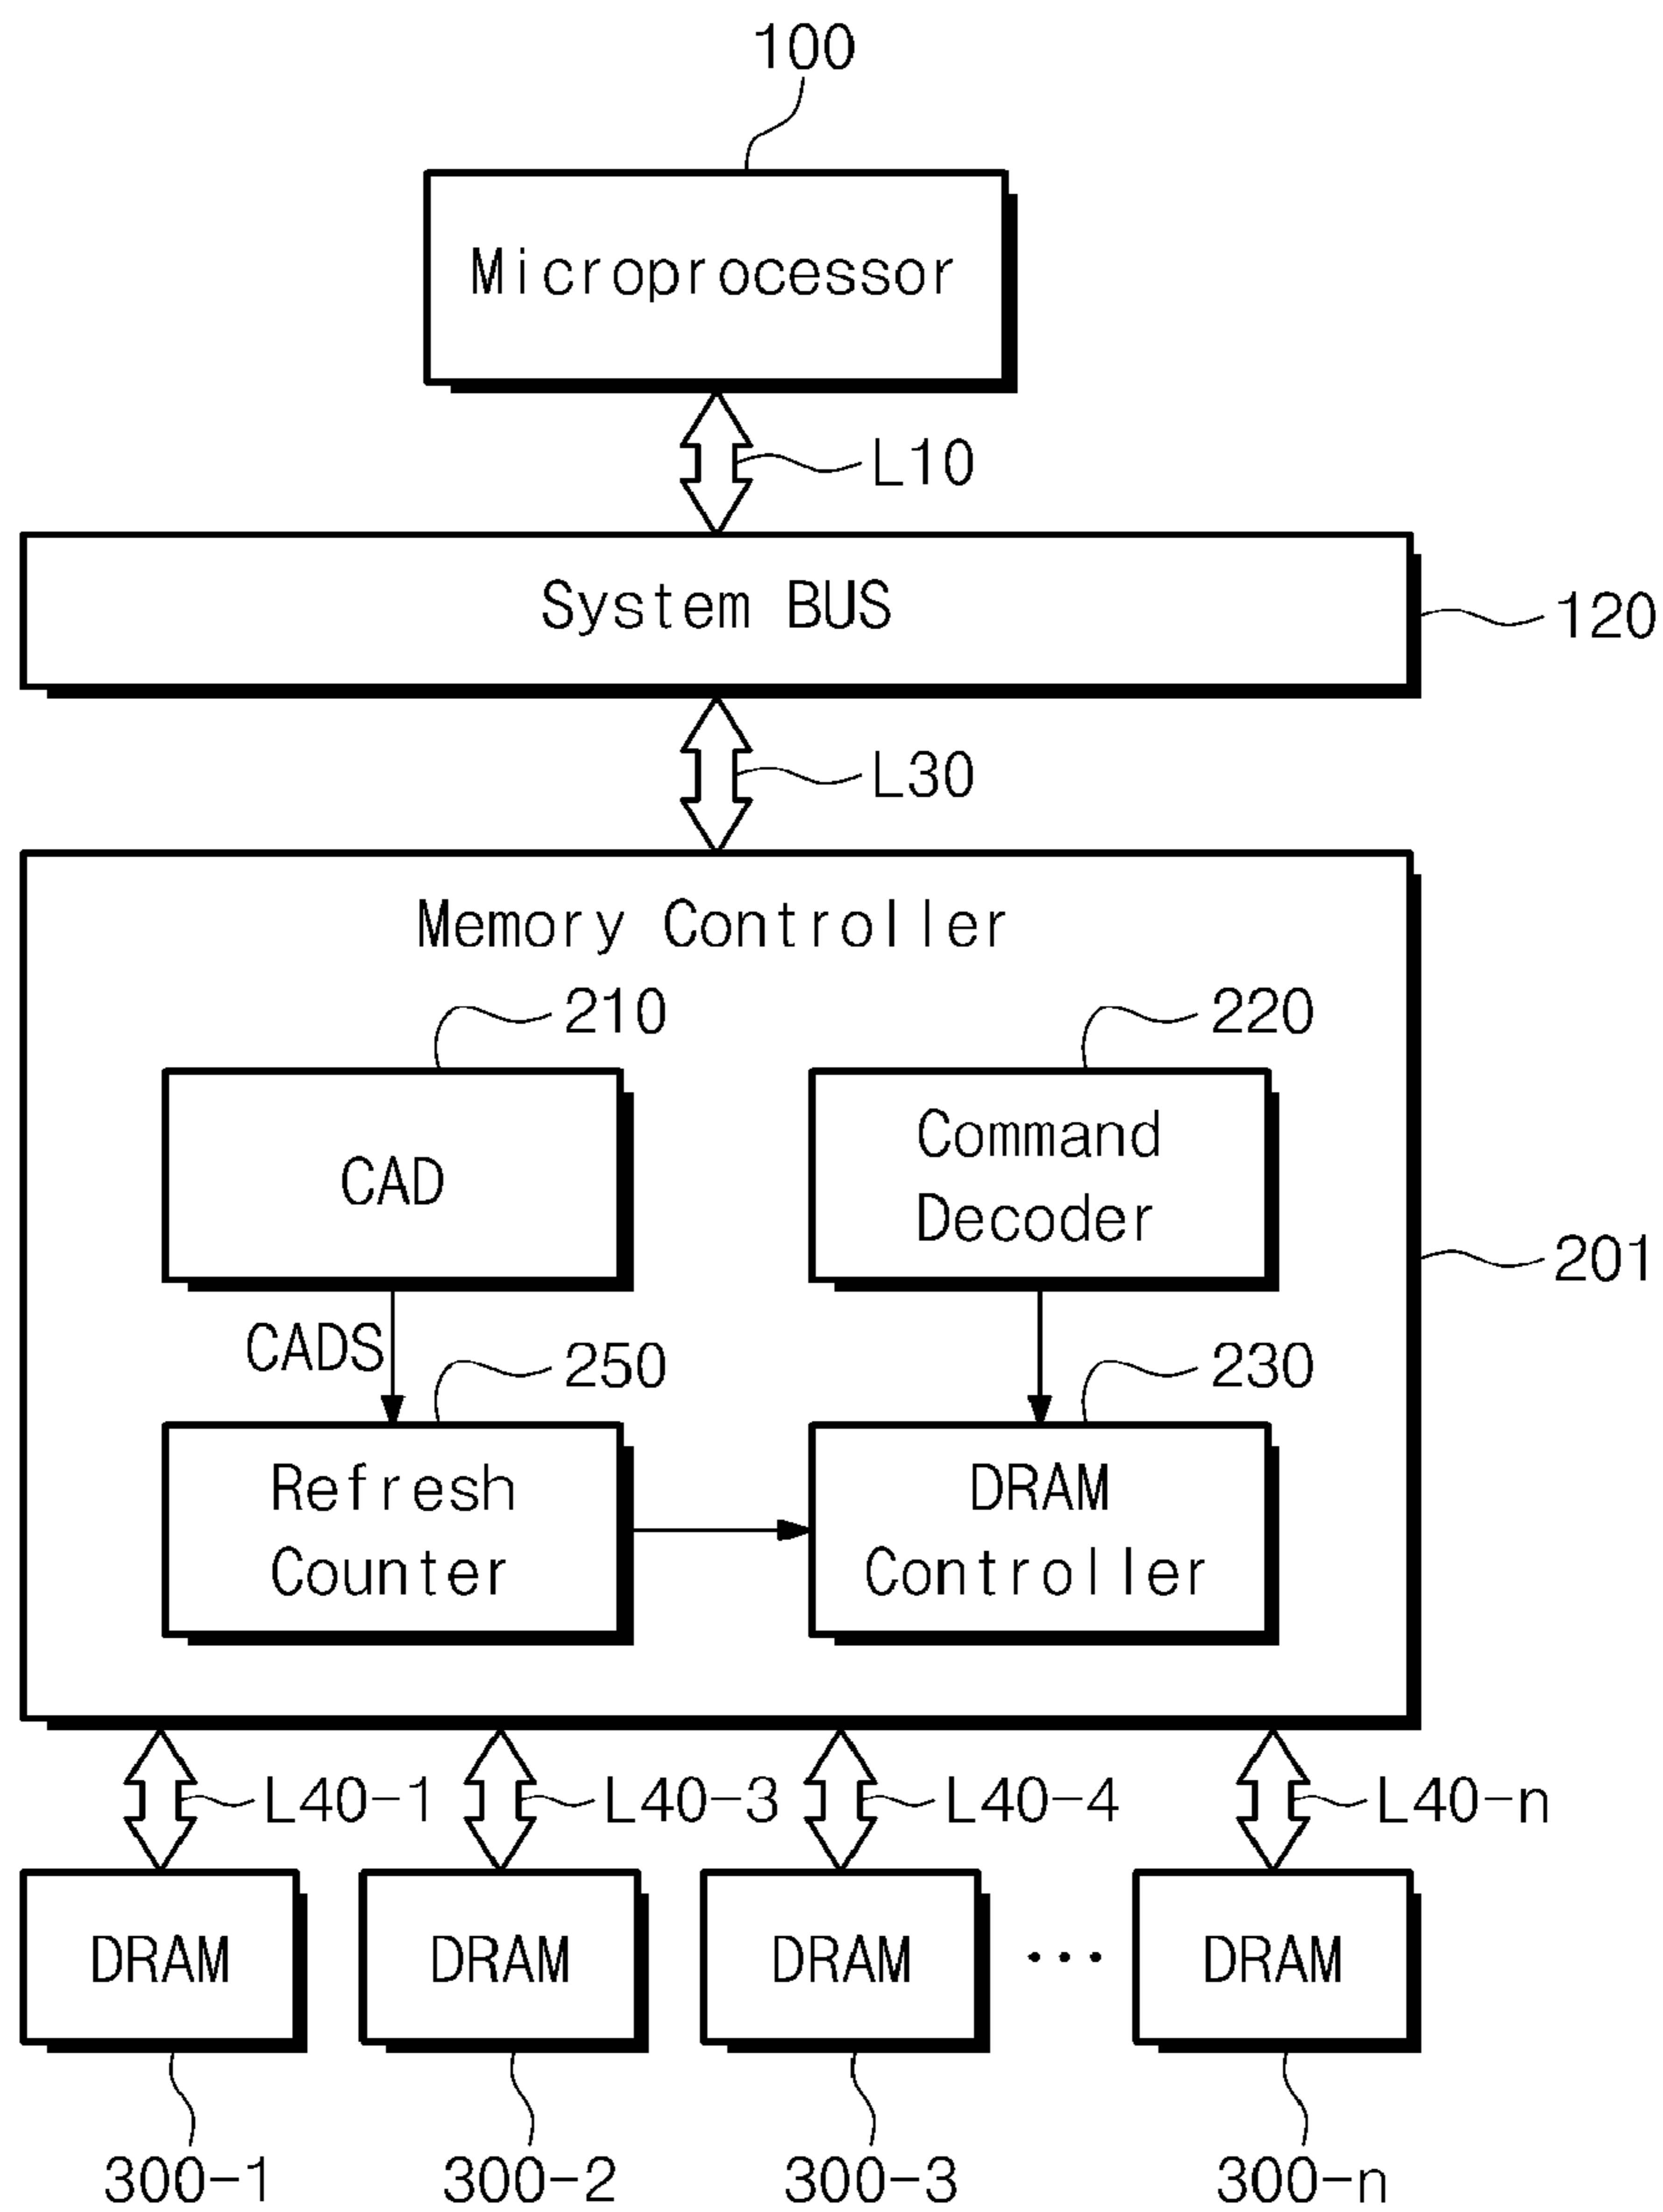 100
Microprocessor
L10
System BUS
120
L30
Memory Controller
210
220
CAD
Command
Decoder
201
CADS
250
230
Refresh
Counter
DRAM
Controller
L40-1
L40-3
L40-4
L40-n
DRAM
DRAM
DRAM
...
DRAM
300-1
300-2
300-3
300-n